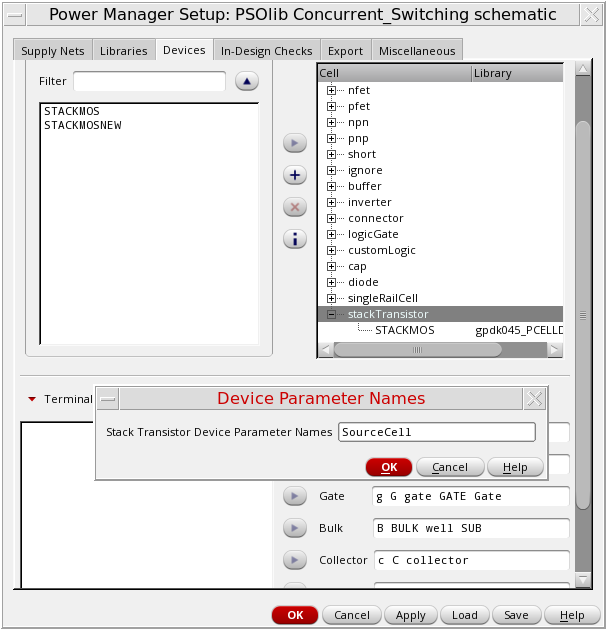 Power Manager Setup: PSOlib Concurrent_Switching schematic
Supply Nets Libraries Devices In-Design Checks Export Miscellaneous
Filter
STACKMOS
STACKMOSNEW
Cell Library
nfet
pfet
npn
pnp
short
ignore
buffer
inverter
connector
logicGate
customLogic
cap
diode
singleRailCell
stackTransistor
STACKMOS gpdk045_PCELLD
Terminal
Device Parameter Names
Stack Transistor Device Parameter Names SourceCell
OK Cancel Help
Gate g G gate GATE Gate
Bulk B BULK well SUB
Collector c C collector
OK Cancel Apply Load Save Help